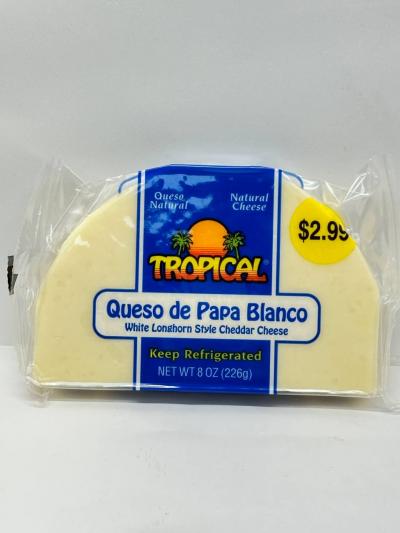 Queso
Natural
Natural
Cheese
$2.99
TROPICAL®
Queso de Papa Blanco
White Longhorn Style Cheddar Cheese
Keep Refrigerated
NET WT 8 OZ (226g)